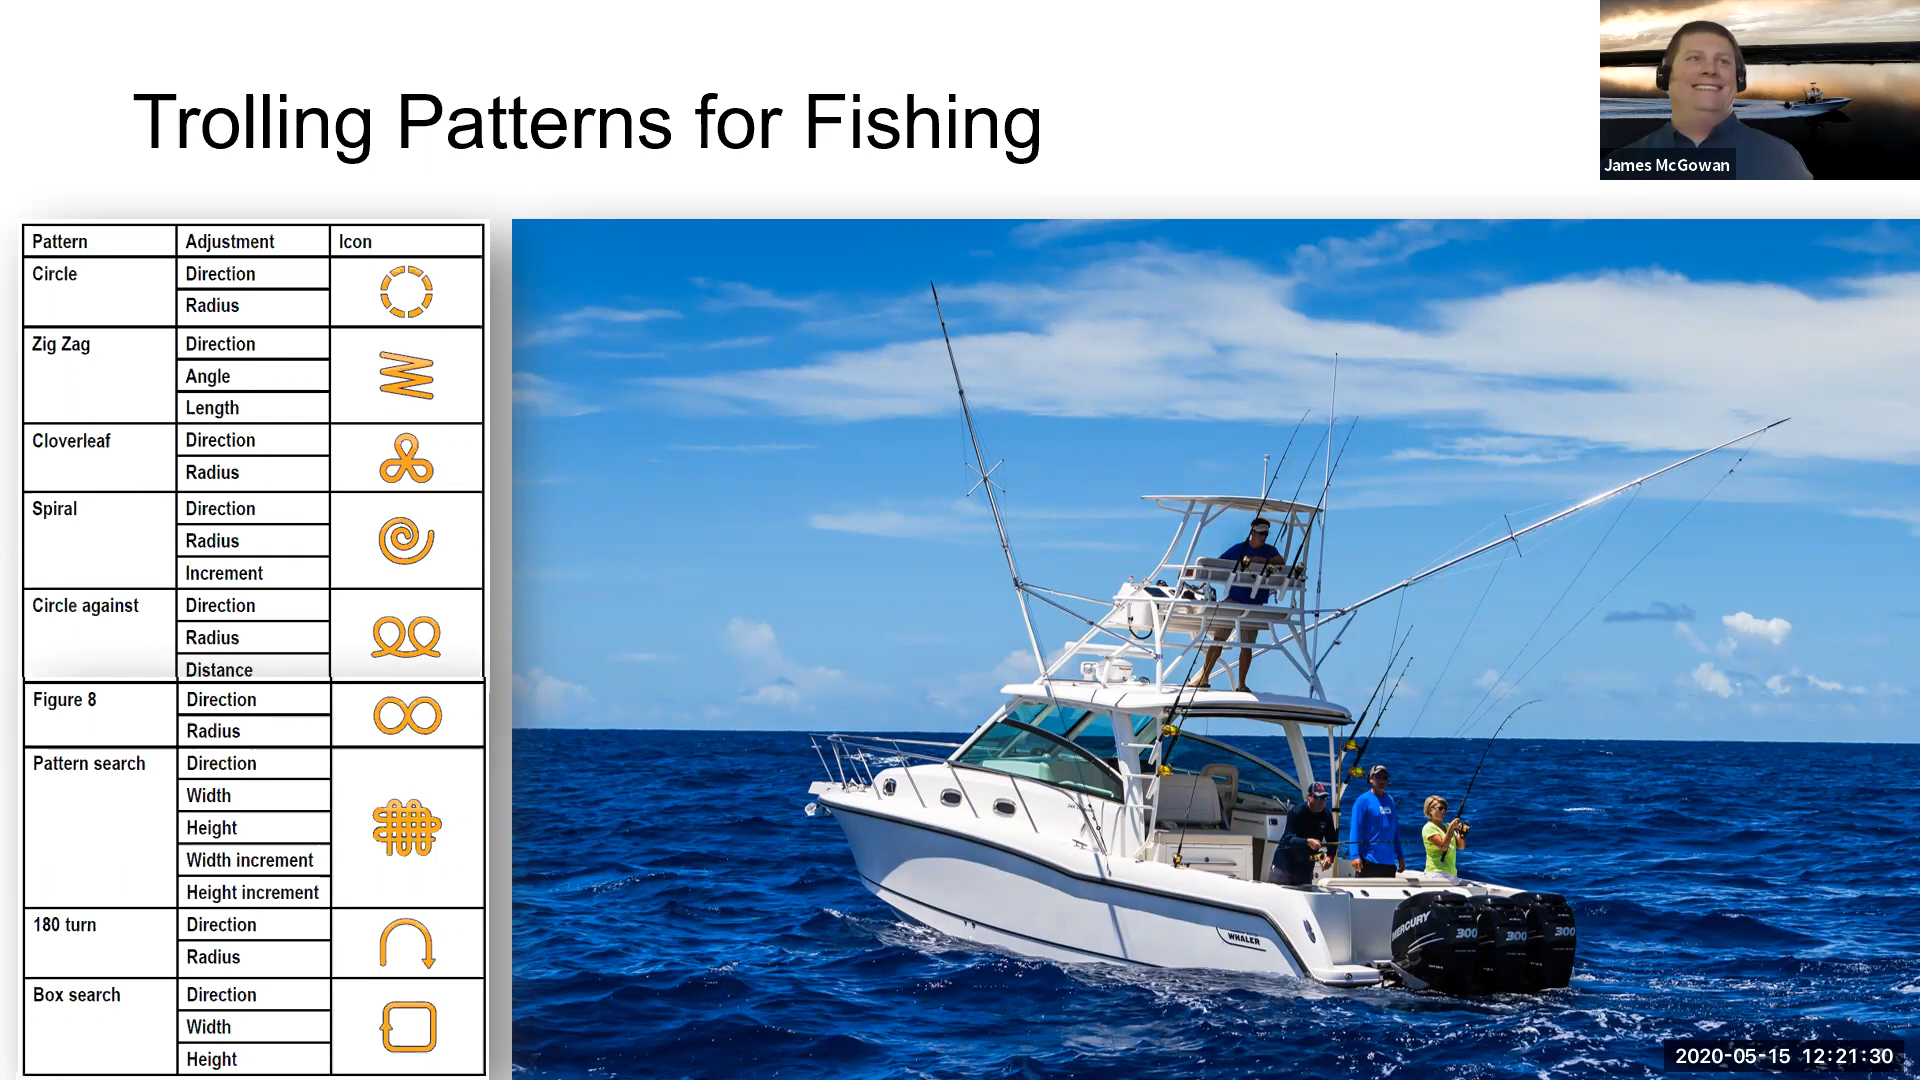 Trolling Patterns for Fishing
James McGowan
Pattern Adjustment Icon
Circle Direction
Radius
Zig Zag Direction
Angle
Length
Cloverleaf Direction
Radius
Spiral Direction
Radius
Increment
Circle against Direction
Radius
Distance
Figure 8 Direction
Radius
Pattern search Direction
Width
Height
Width increment
Height increment
180 turn Direction
Radius
Box search Direction
Width
Height
WHALER
MERCURY
300
300
300
2020-05-15 12:21:30